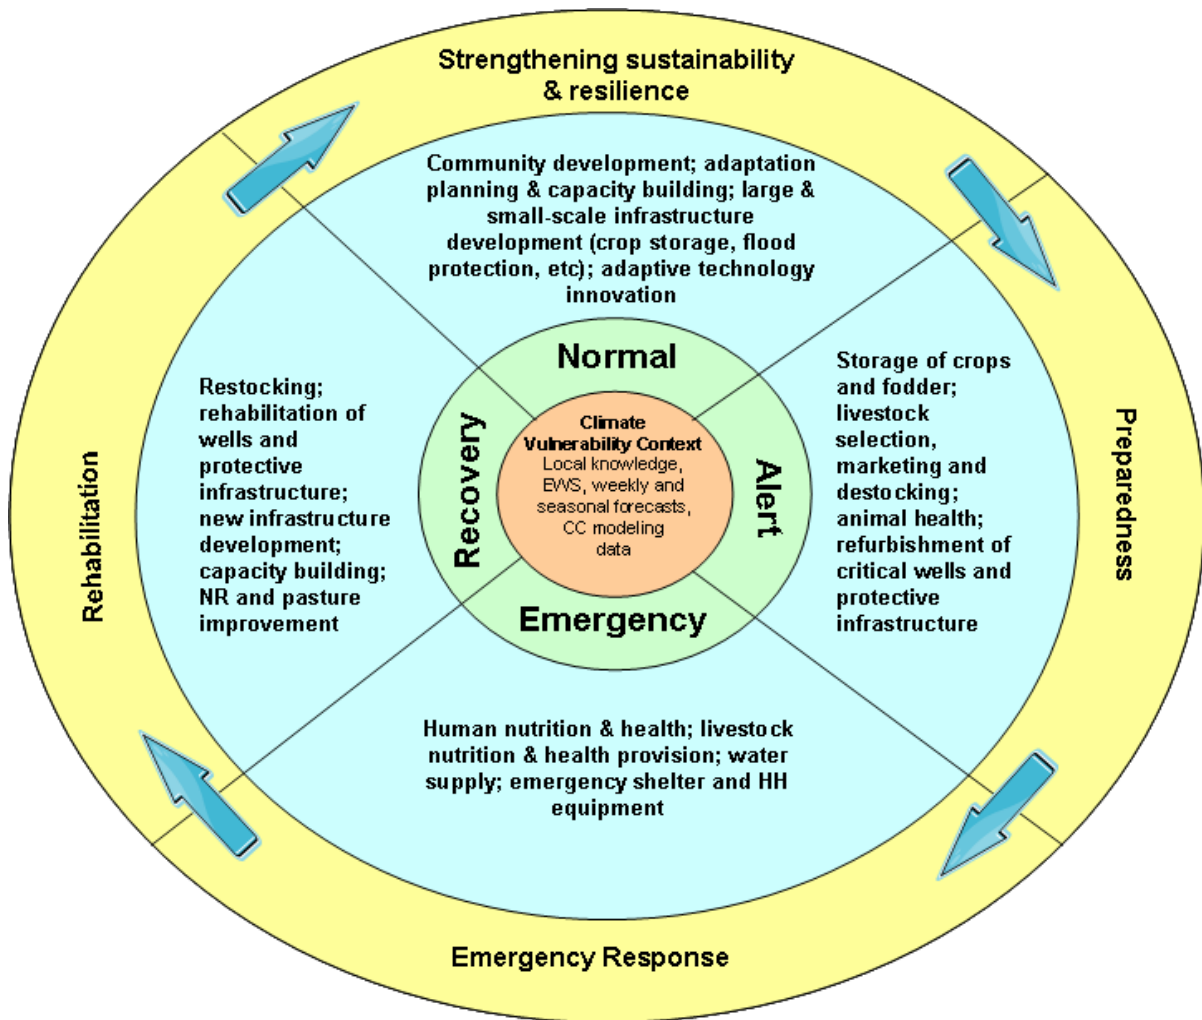 Strengthening sustainability
& resilience
Community development; adaptation
planning & capacity building; large &
small-scale infrastructure
development (crop storage, flood
protection, etc); adaptive technology
innovation
Normal
Climate
Vulnerability Context
Local knowledge,
EWS, weekly and
seasonal forecasts,
CC modeling
data
Alert
Emergency
Recovery
Storage of crops
and fodder;
livestock
selection,
marketing and
destocking;
animal health;
refurbishment of
critical wells and
protective
infrastructure
Preparedness
Human nutrition & health; livestock
nutrition & health provision; water
supply; emergency shelter and HH
equipment
Emergency Response
Restocking;
rehabilitation of
wells and
protective
infrastructure;
new infrastructure
development;
capacity building;
NR and pasture
improvement
Rehabilitation